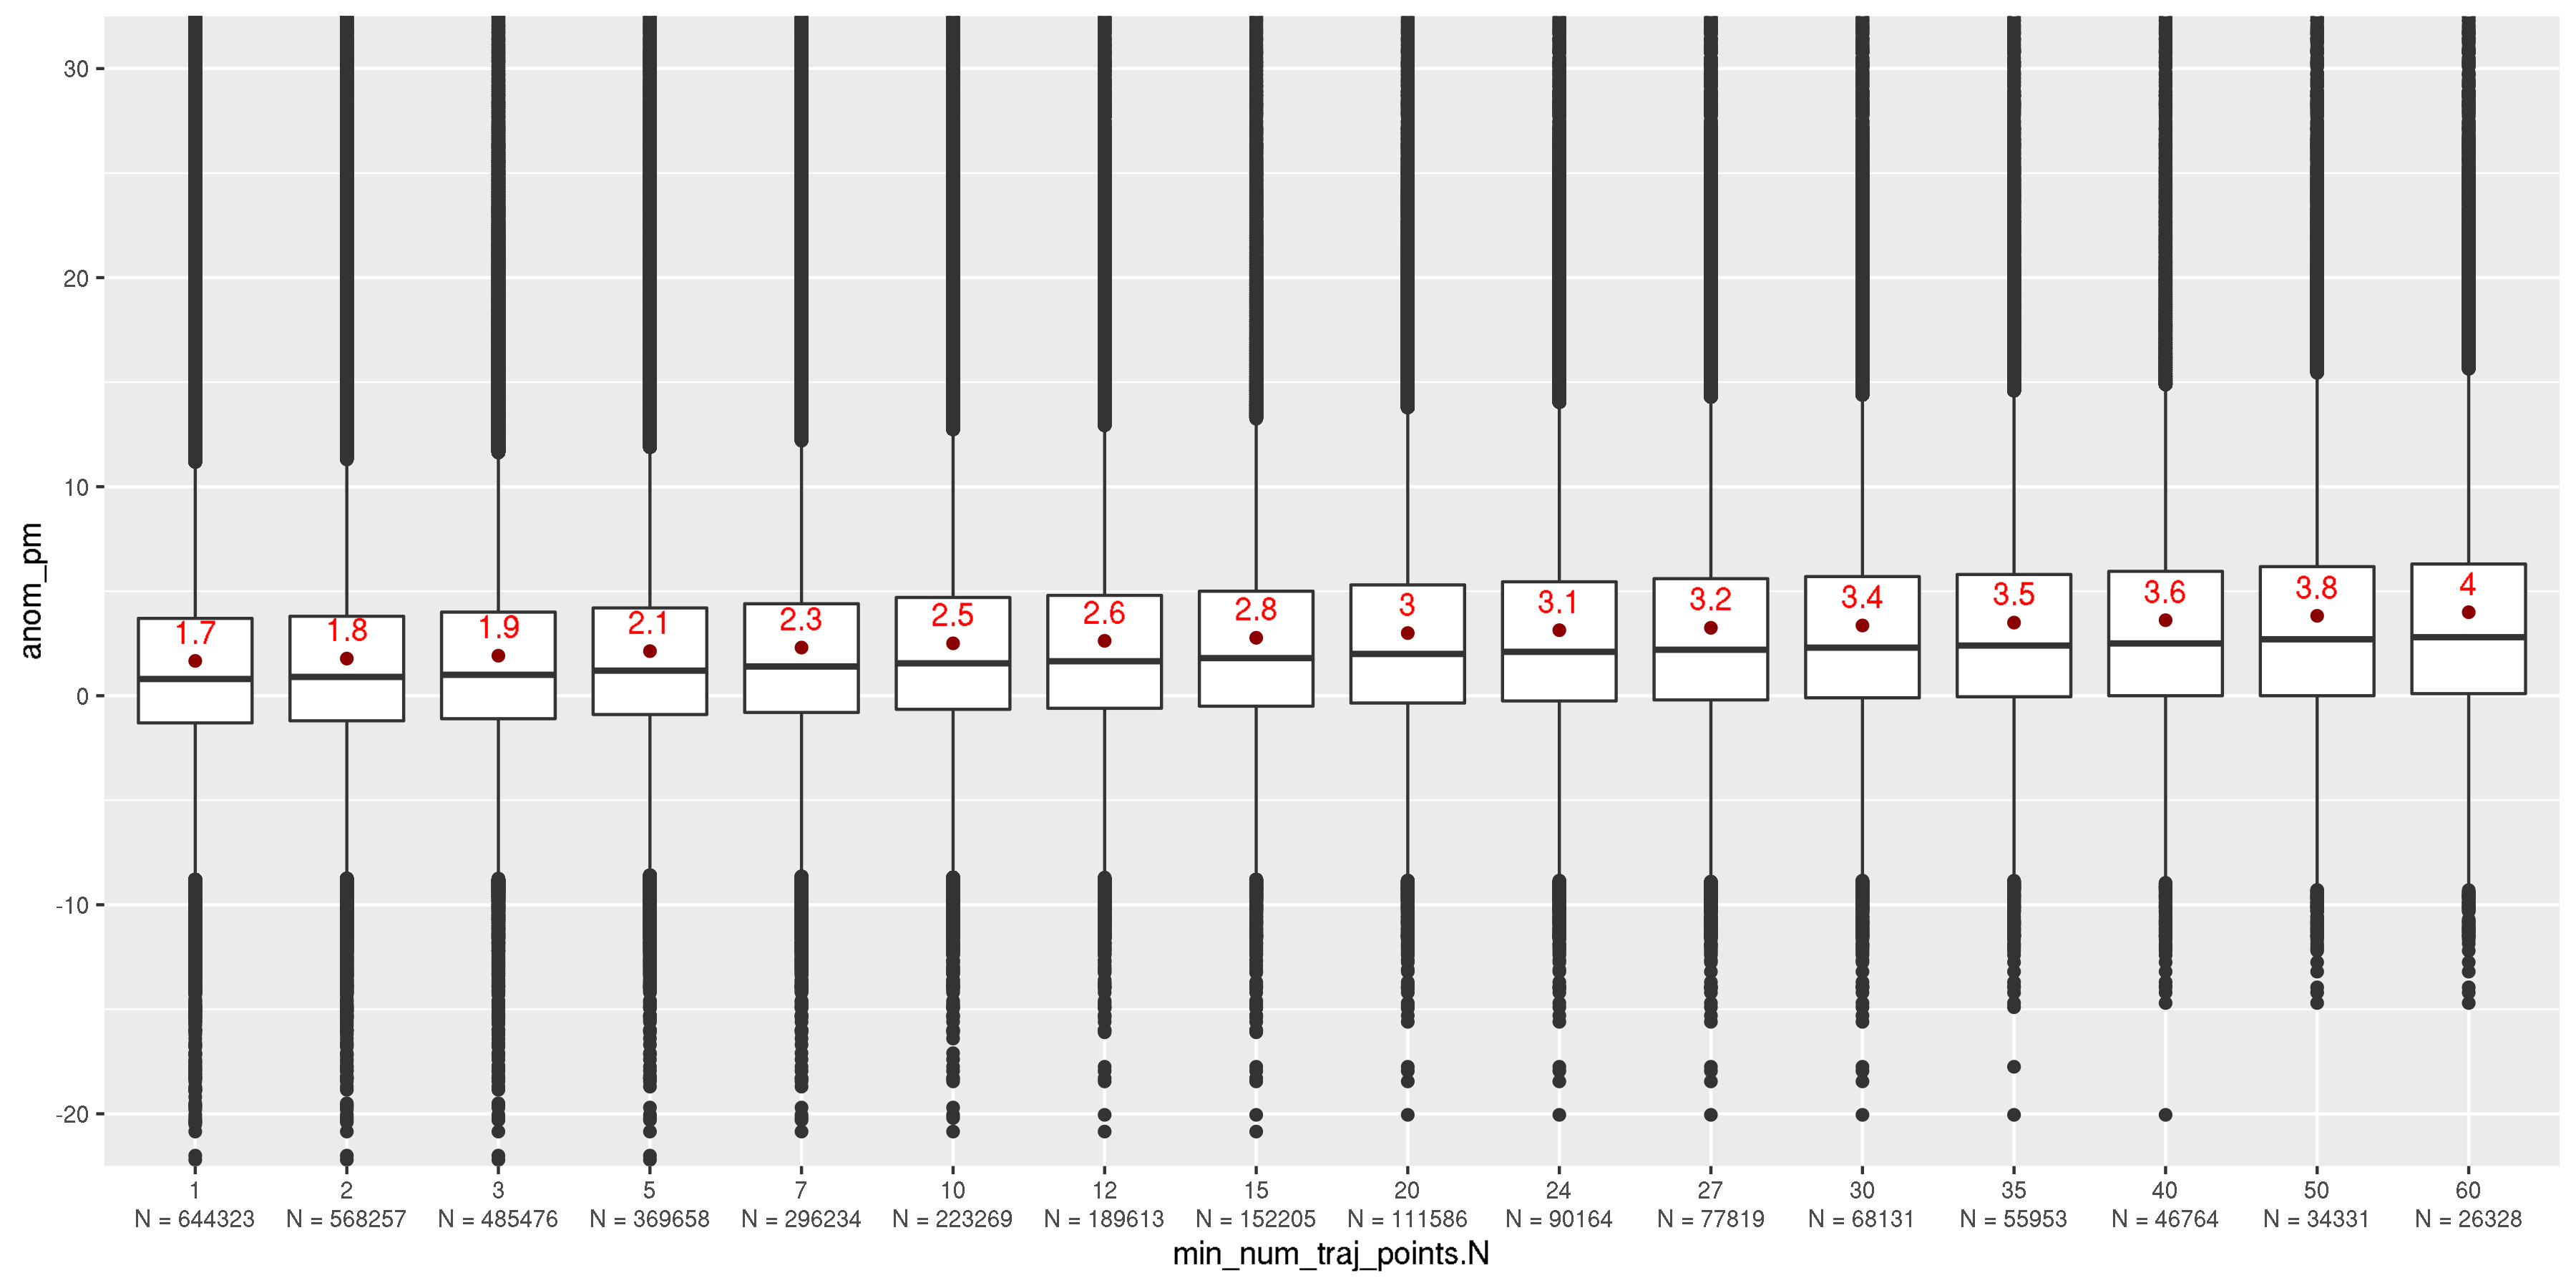 30
20
10
0
-10
-20
anom_pm
1.7 1.8 1.9 2.1 2.3 2.5 2.6 2.8 3 3.1 3.2 3.4 3.5 3.6 3.8 4
1 2 3 5 7 10 12 15 20 24 27 30 35 40 50 60
N = 644323 N = 568257 N = 485476 N = 369658 N = 296234 N = 223269 N = 189613 N = 152205 N = 111586 N = 90164 N = 77819 N = 68131 N = 55953 N = 46764 N = 34331 N = 26328
min_num_traj_points.N